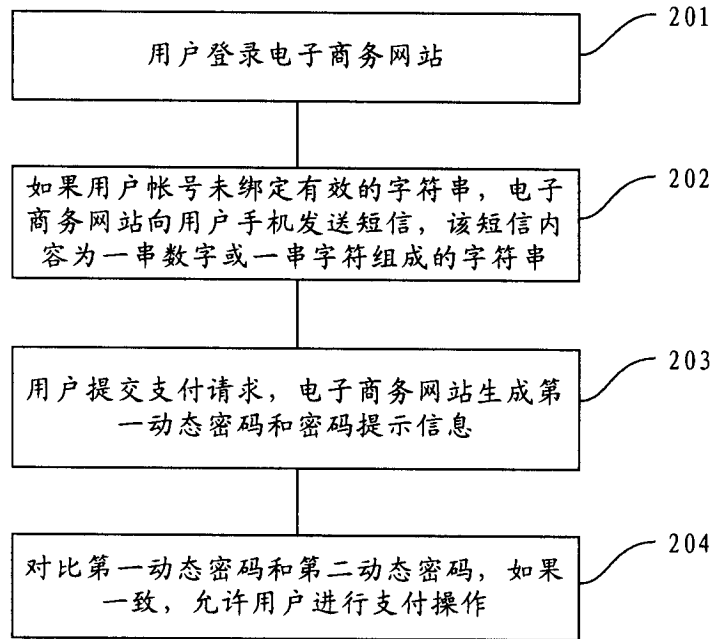 201
用户登录电子商务网站
202
如果用户帐号未绑定有效的字符串，电子
商务网站向用户手机发送短信，该短信内
容为一串数字或一串字符组成的字符串
203
用户提交支付请求，电子商务网站生成第
一动态密码和密码提示信息
204
对比第一动态密码和第二动态密码，如果
一致，允许用户进行支付操作